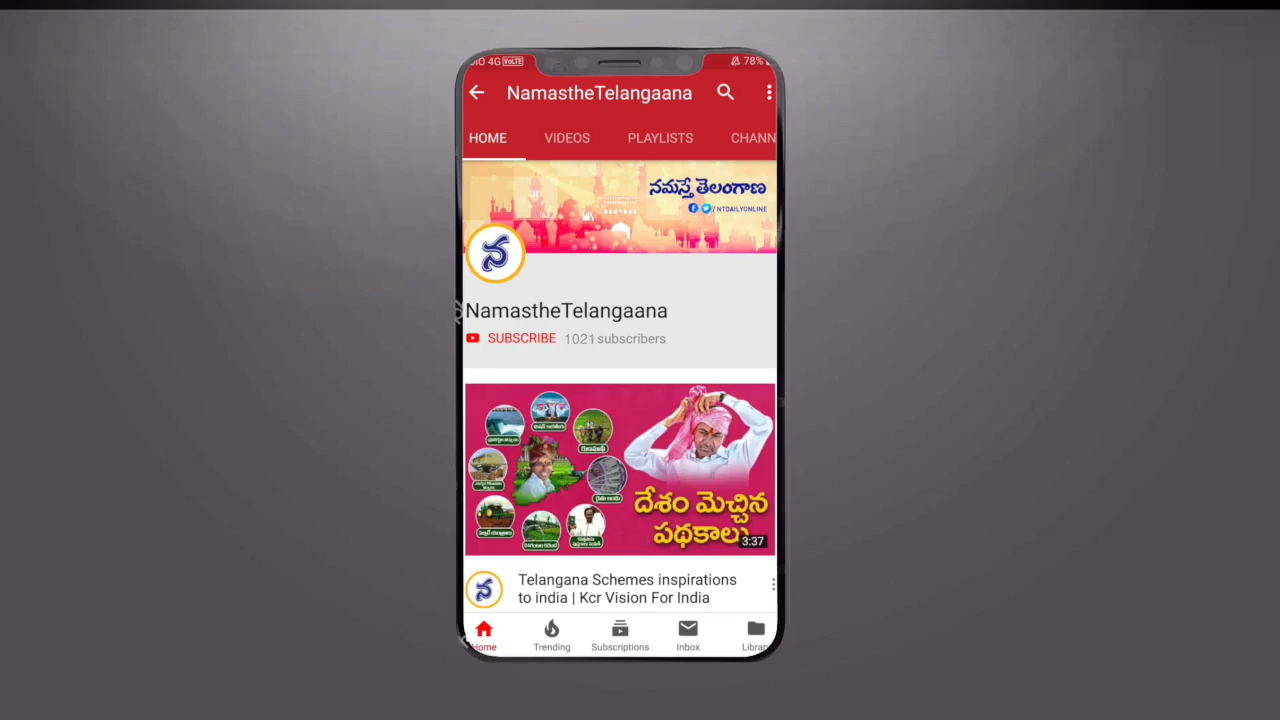 JIO 4G VoLTE
78%
NamastheTelangaana
HOME VIDEOS PLAYLISTS CHANN
నమస్తే తెలంగాణ
/ NTDAILYONLINE
న
NamastheTelangaana
SUBSCRIBE 1021 subscribers
రుణమాఫీ
రైతు బంధు
దేశం మెచ్చిన
పథకాలు
3:37
న
Telangana Schemes inspirations
to india | Kcr Vision For India
Home Trending Subscriptions Inbox Librar